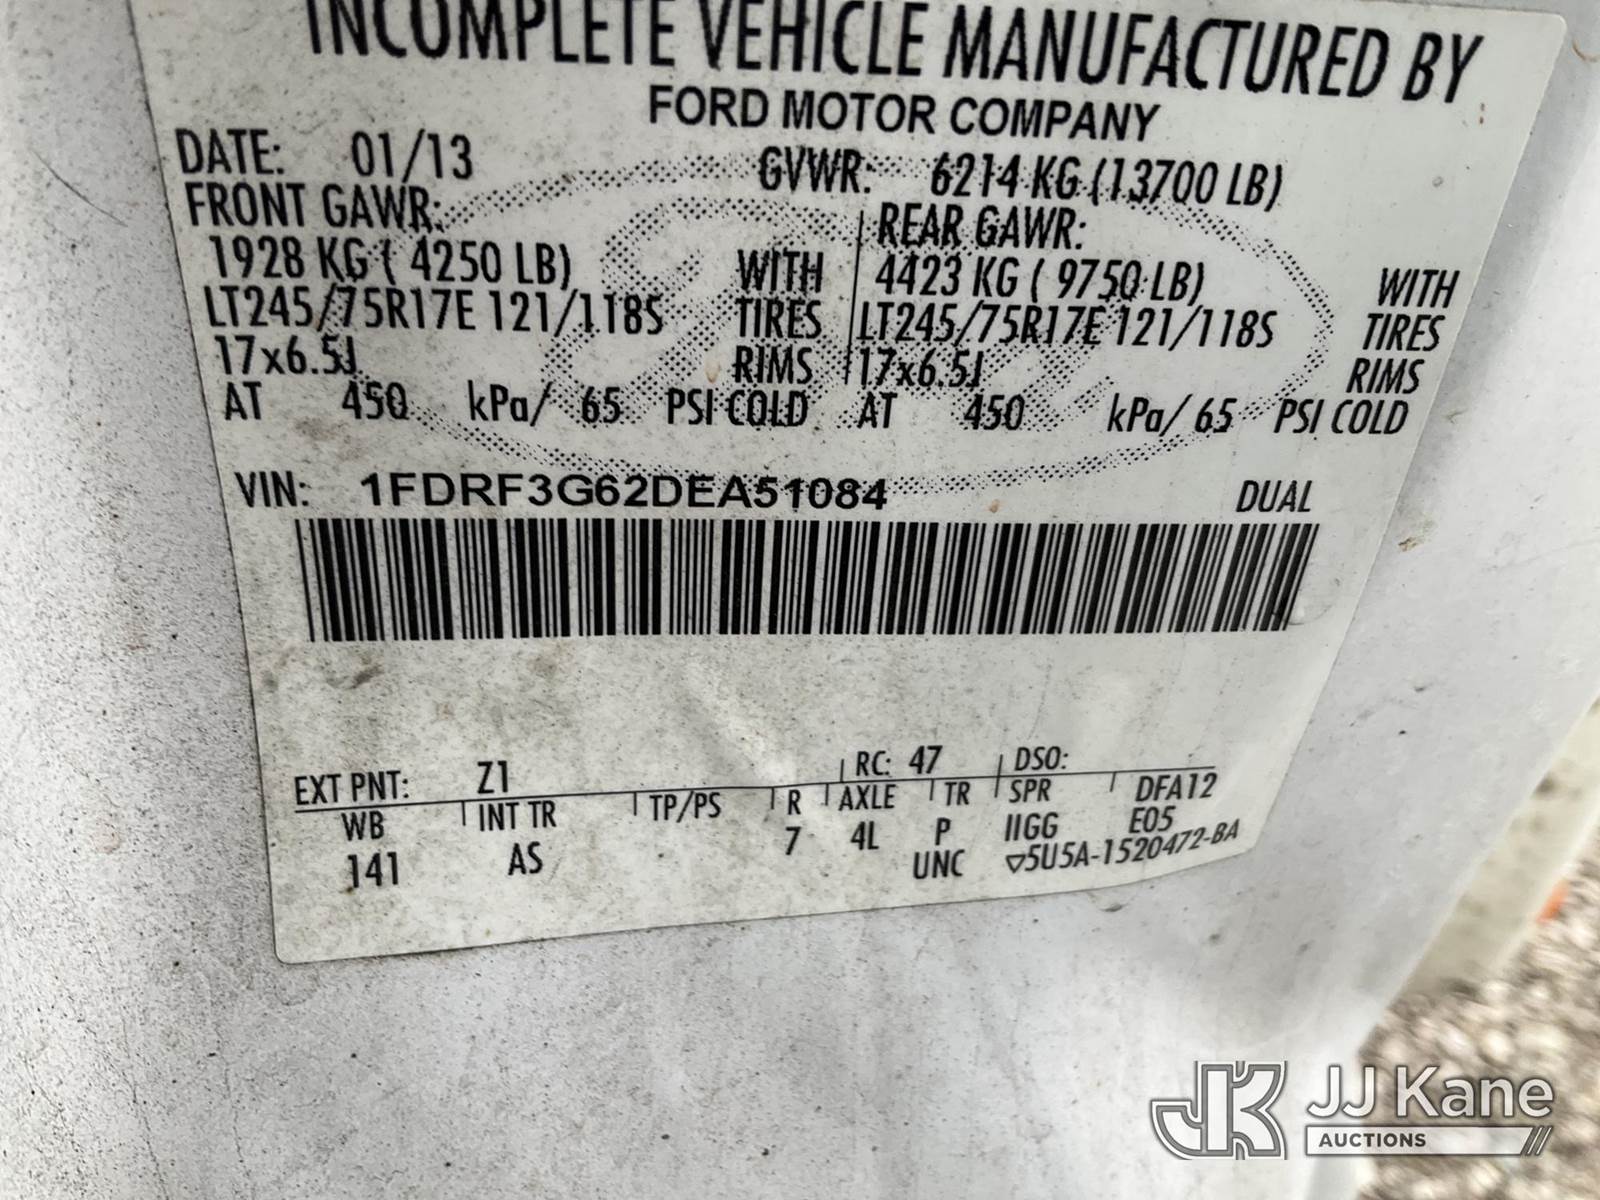 INCOMPLETE VEHICLE MANUFACTURED BY
FORD MOTOR COMPANY
DATE: 01/13 GVWR: 6214 KG (13700 LB)
FRONT GAWR: REAR GAWR:
1928 KG ( 4250 LB) WITH 4423 KG ( 9750 LB) WITH
LT245/75R17E 121/118S TIRES LT245/75R17E 121/118S TIRES
17x6.5J RIMS 17x6.5J RIMS
AT 450 kPa/ 65 PSI COLD AT 450 kPa/ 65 PSI COLD
VIN: 1FDRF3G62DEA51084 DUAL
EXT PNT: Z1 RC: 47 DSO:
WB INT TR TP/PS R AXLE TR SPR DFA12
141 AS 7 4L P IIGG E05
UNC ▽5U5A-1520472-BA
JK JJ Kane
AUCTIONS